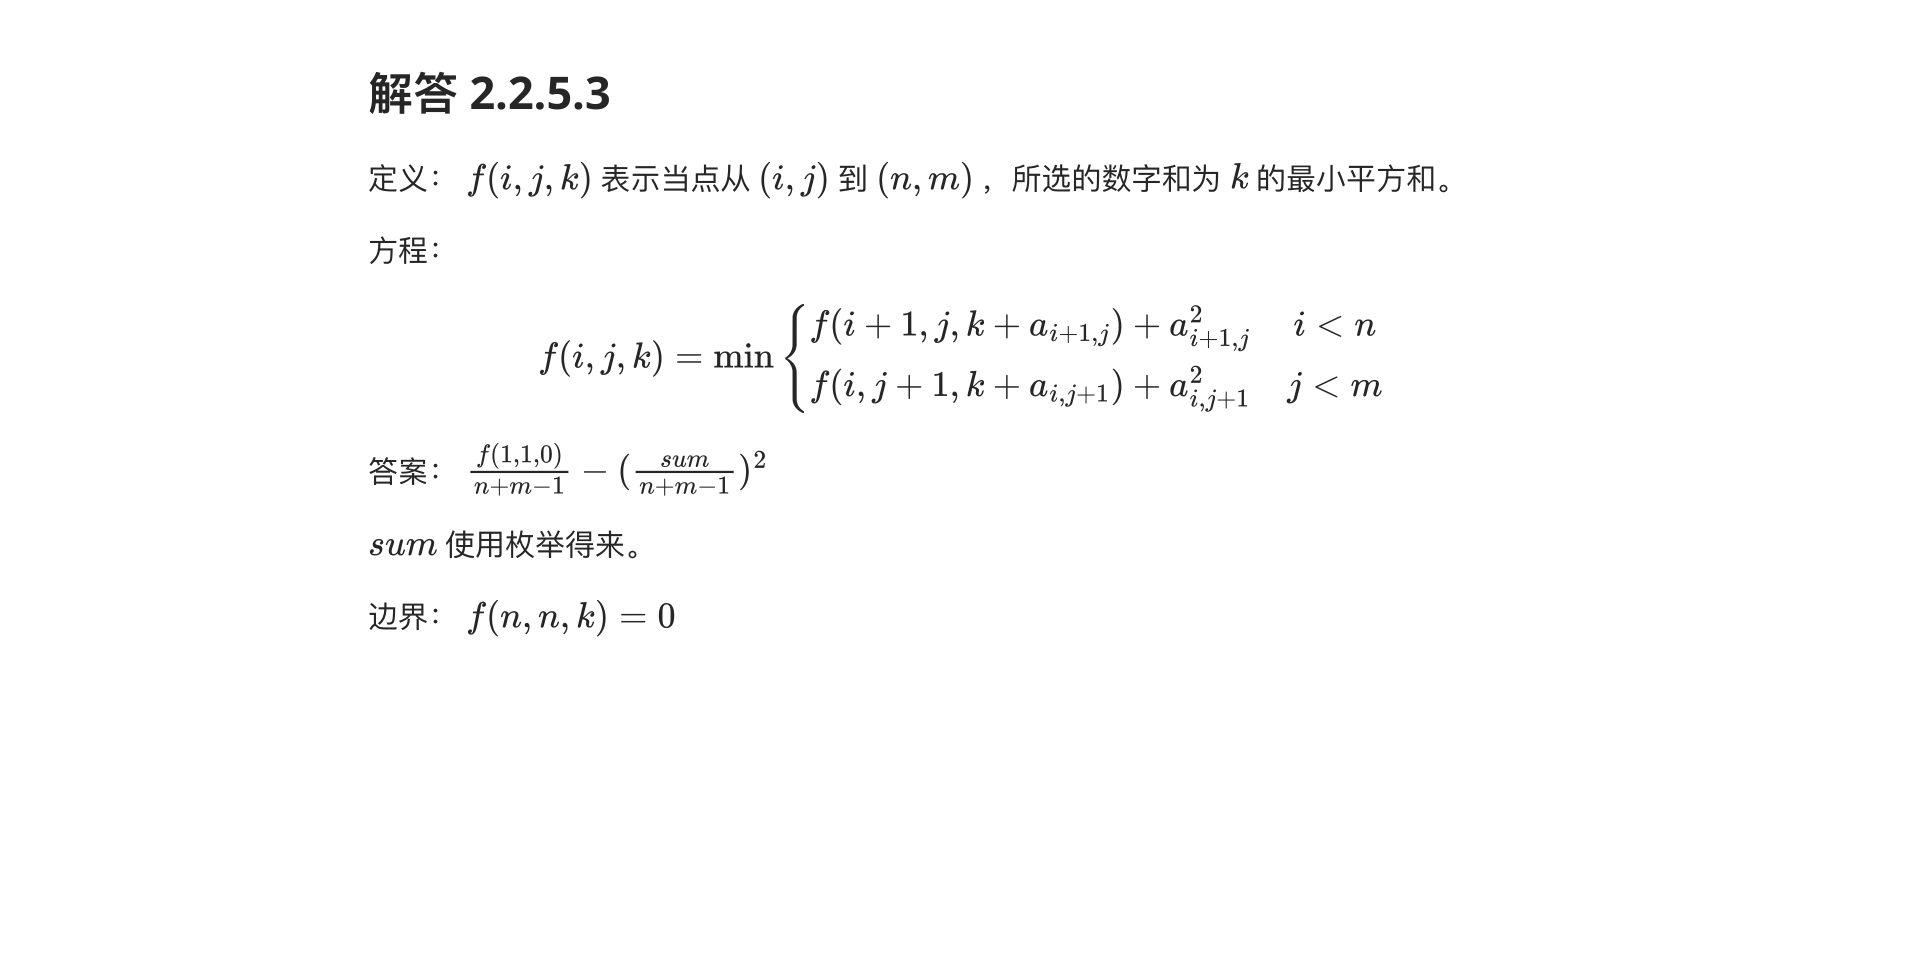 解答 2.2.5.3
定义： $f(i, j, k)$ 表示当点从 $(i, j)$ 到 $(n, m)$ ，所选的数字和为 $k$ 的最小平方和。
方程：
$f(i, j, k) = \min \begin{cases} f(i+1, j, k + a_{i+1,j}) + a_{i+1,j}^2 & i < n \\ f(i, j+1, k + a_{i,j+1}) + a_{i,j+1}^2 & j < m \end{cases}$
答案： $\frac{f(1,1,0)}{n+m-1} - (\frac{sum}{n+m-1})^2$
$sum$ 使用枚举得来。
边界： $f(n, n, k) = 0$